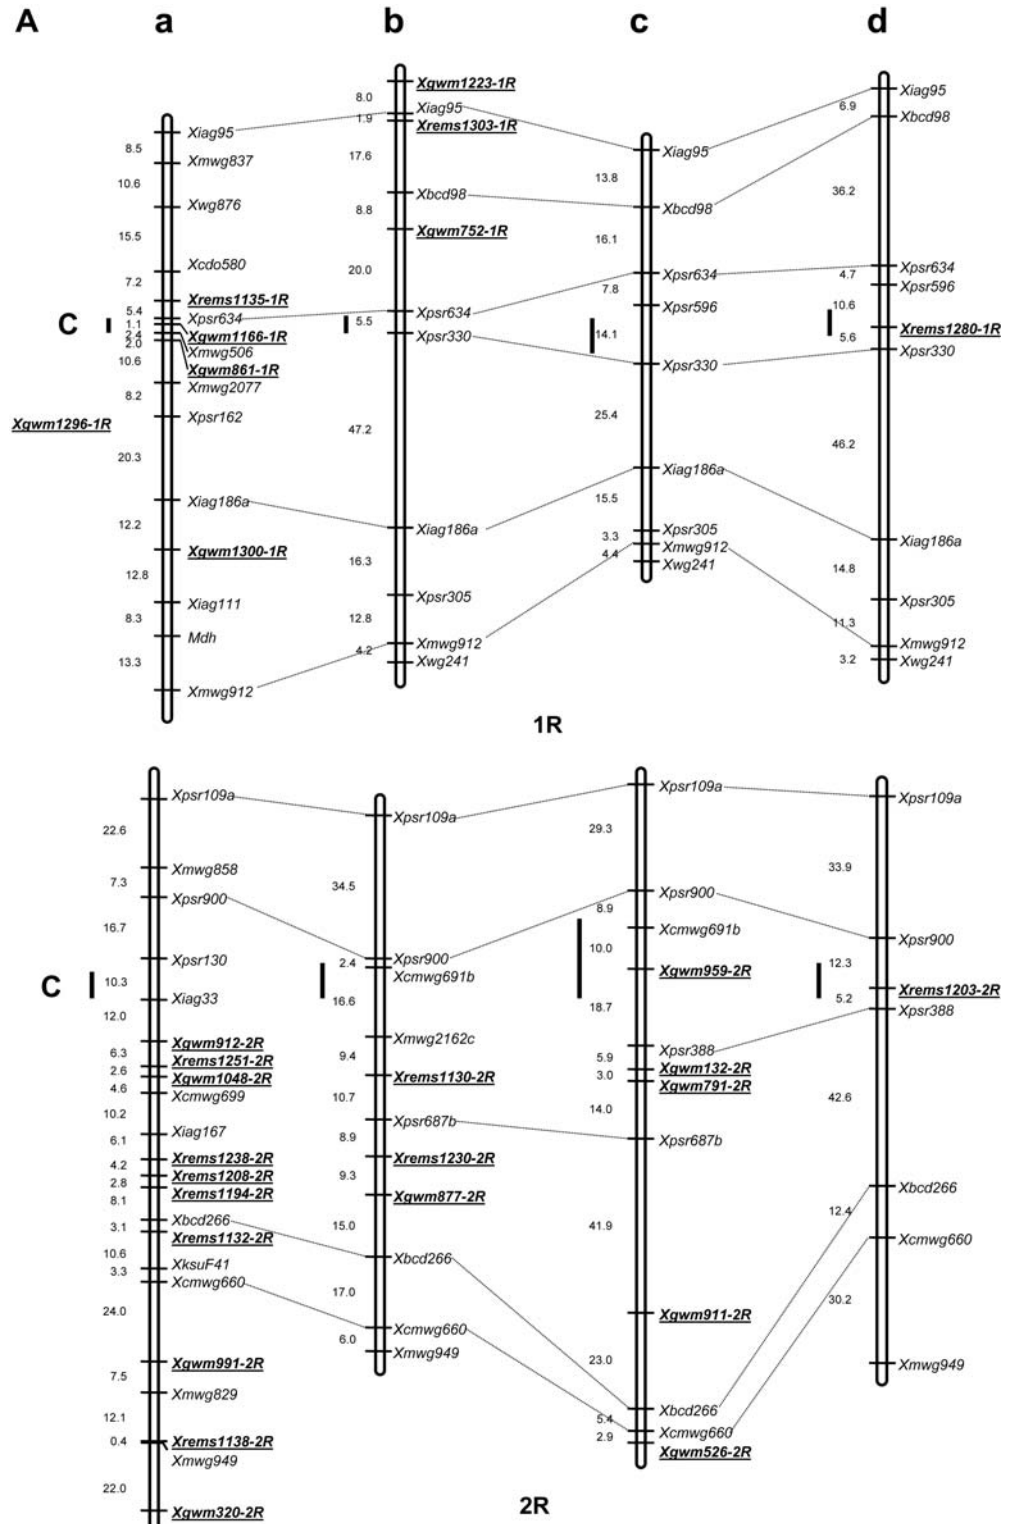 A a b c d
Xiag95
8.5
Xmwg837
10.6
Xwg876
15.5
Xcdo580
7.2
Xrems1135-1R
5.4
Xpsr634
C
1.1
Xgwm1166-1R
2.4
Xmwg506
2.0
Xgwm861-1R
10.6
Xmwg2077
8.2
Xpsr162
Xgwm1296-1R
20.3
Xiag186a
12.2
Xgwm1300-1R
12.8
Xiag111
8.3
Mdh
13.3
Xmwg912
Xgwm1223-1R
8.0
Xiag95
1.9
Xrems1303-1R
17.6
Xbcd98
8.8
Xgwm752-1R
20.0
Xpsr634
5.5
Xpsr330
47.2
Xiag186a
16.3
Xpsr305
12.8
Xmwg912
4.2
Xwg241
Xiag95
13.8
Xbcd98
16.1
Xpsr634
7.8
Xpsr596
14.1
Xpsr330
25.4
Xiag186a
15.5
Xpsr305
3.3
Xmwg912
4.4
Xwg241
Xiag95
6.9
Xbcd98
36.2
Xpsr634
4.7
Xpsr596
10.6
Xrems1280-1R
5.6
Xpsr330
46.2
Xiag186a
14.8
Xpsr305
11.3
Xmwg912
3.2
Xwg241
1R
Xpsr109a
22.6
Xmwg858
7.3
Xpsr900
16.7
Xpsr130
C
10.3
Xiag33
12.0
Xgwm912-2R
6.3
Xrems1251-2R
2.6
Xgwm1048-2R
4.6
Xcmwg699
10.2
Xiag167
6.1
Xrems1238-2R
4.2
Xrems1208-2R
2.8
Xrems1194-2R
8.1
Xbcd266
3.1
Xrems1132-2R
10.6
XksuF41
3.3
Xcmwg660
24.0
Xgwm991-2R
7.5
Xmwg829
12.1
Xrems1138-2R
0.4
Xmwg949
22.0
Xgwm320-2R
Xpsr109a
34.5
Xpsr900
2.4
Xcmwg691b
16.6
Xmwg2162c
9.4
Xrems1130-2R
10.7
Xpsr687b
8.9
Xrems1230-2R
9.3
Xgwm877-2R
15.0
Xbcd266
17.0
Xcmwg660
6.0
Xmwg949
Xpsr109a
29.3
Xpsr900
8.9
Xcmwg691b
10.0
Xgwm959-2R
18.7
Xpsr388
5.9
Xgwm132-2R
3.0
Xgwm791-2R
14.0
Xpsr687b
41.9
Xgwm911-2R
23.0
Xbcd266
5.4
Xcmwg660
2.9
Xgwm526-2R
Xpsr109a
33.9
Xpsr900
12.3
Xrems1203-2R
5.2
Xpsr388
42.6
Xbcd266
12.4
Xcmwg660
30.2
Xmwg949
2R